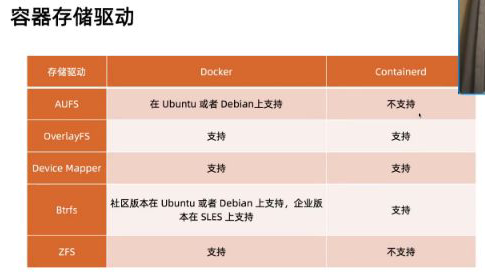 容器存储驱动
存储驱动 Docker Containerd
AUFS 在 Ubuntu 或者 Debian上支持 不支持
OverlayFS 支持 支持
Device Mapper 支持 支持
Btrfs 社区版本在 Ubuntu 或者 Debian 上支持，企业版 支持
本在 SLES 上支持
ZFS 支持 不支持